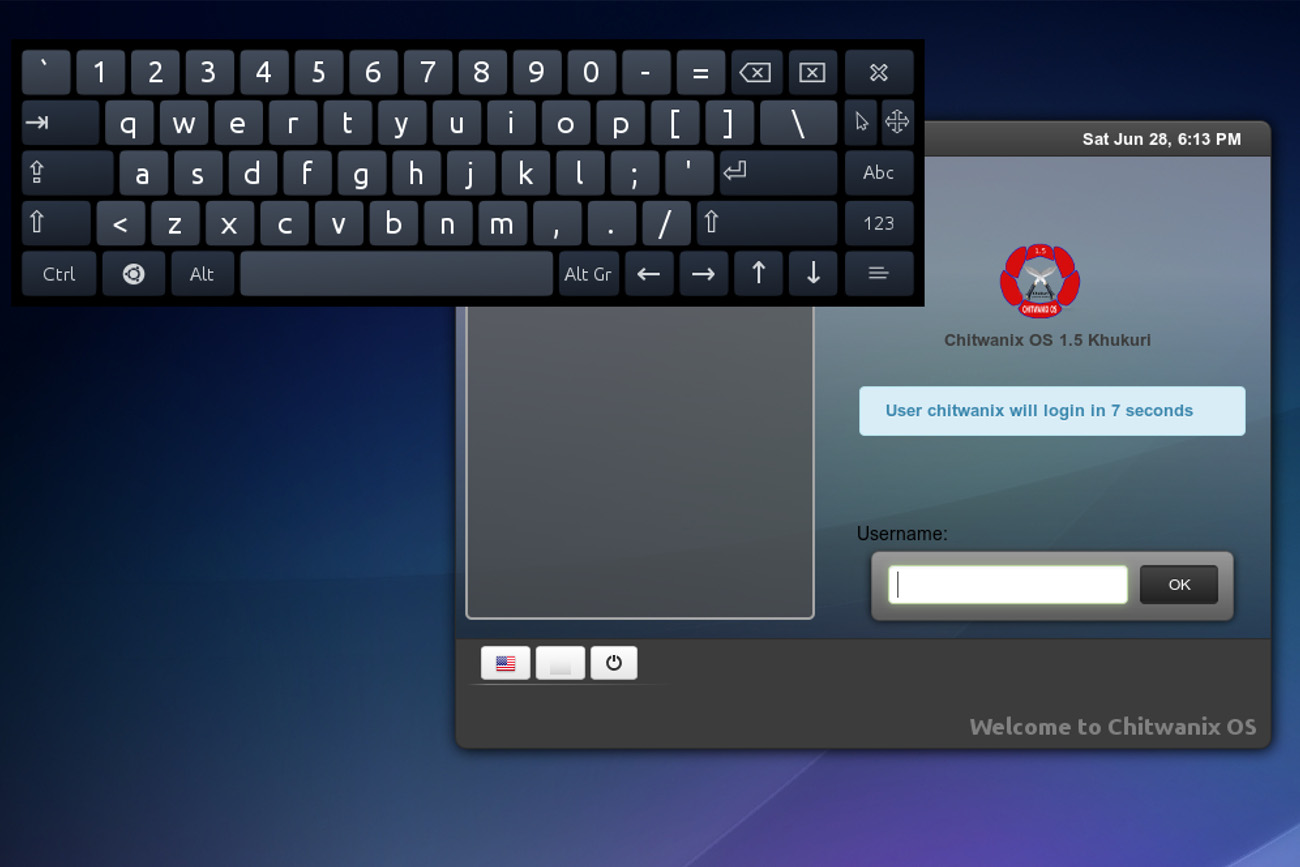 ` 1 2 3 4 5 6 7 8 9 0 - =
q w e r t y u i o p [ ] \
a s d f g h j k l ; ' Abc
< z x c v b n m , . / 123
Ctrl Alt Alt Gr
Sat Jun 28, 6:13 PM
1.5
CHITWANIX OS
Chitwanix OS 1.5 Khukuri
User chitwanix will login in 7 seconds
Username:
OK
Welcome to Chitwanix OS